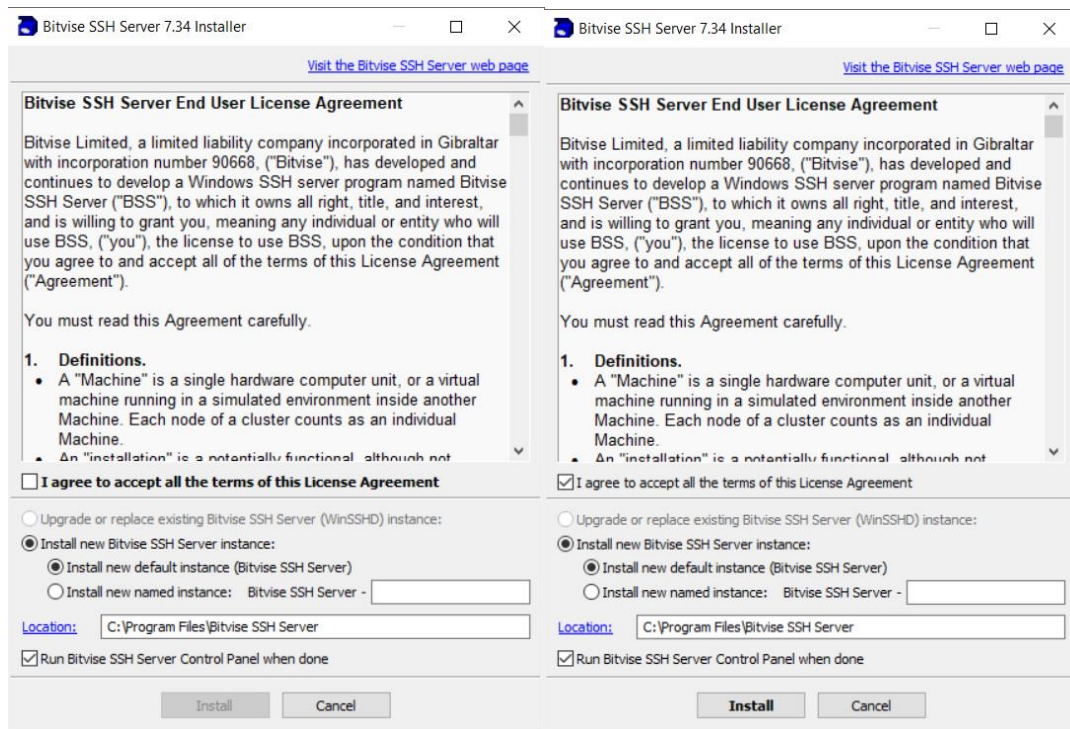 Bitvise SSH Server 7.34 Installer
Visit the Bitvise SSH Server web page
Bitvise SSH Server End User License Agreement
Bitvise Limited, a limited liability company incorporated in Gibraltar
with incorporation number 90668, ("Bitvise"), has developed and
continues to develop a Windows SSH server program named Bitvise
SSH Server ("BSS"), to which it owns all right, title, and interest,
and is willing to grant you, meaning any individual or entity who will
use BSS, ("you"), the license to use BSS, upon the condition that
you agree to and accept all of the terms of this License Agreement
("Agreement").
You must read this Agreement carefully.
1. Definitions.
• A "Machine" is a single hardware computer unit, or a virtual
machine running in a simulated environment inside another
Machine. Each node of a cluster counts as an individual
Machine.
• An "installation" is a potentially functional, although not
I agree to accept all the terms of this License Agreement
Upgrade or replace existing Bitvise SSH Server (WinSSHD) instance:
Install new Bitvise SSH Server instance:
Install new default instance (Bitvise SSH Server)
Install new named instance: Bitvise SSH Server -
Location: C:\Program Files\Bitvise SSH Server
Run Bitvise SSH Server Control Panel when done
Install Cancel
Bitvise SSH Server 7.34 Installer
Visit the Bitvise SSH Server web page
Bitvise SSH Server End User License Agreement
Bitvise Limited, a limited liability company incorporated in Gibraltar
with incorporation number 90668, ("Bitvise"), has developed and
continues to develop a Windows SSH server program named Bitvise
SSH Server ("BSS"), to which it owns all right, title, and interest,
and is willing to grant you, meaning any individual or entity who will
use BSS, ("you"), the license to use BSS, upon the condition that
you agree to and accept all of the terms of this License Agreement
("Agreement").
You must read this Agreement carefully.
1. Definitions.
• A "Machine" is a single hardware computer unit, or a virtual
machine running in a simulated environment inside another
Machine. Each node of a cluster counts as an individual
Machine.
• An "installation" is a potentially functional, although not
I agree to accept all the terms of this License Agreement
Upgrade or replace existing Bitvise SSH Server (WinSSHD) instance:
Install new Bitvise SSH Server instance:
Install new default instance (Bitvise SSH Server)
Install new named instance: Bitvise SSH Server -
Location: C:\Program Files\Bitvise SSH Server
Run Bitvise SSH Server Control Panel when done
Install Cancel